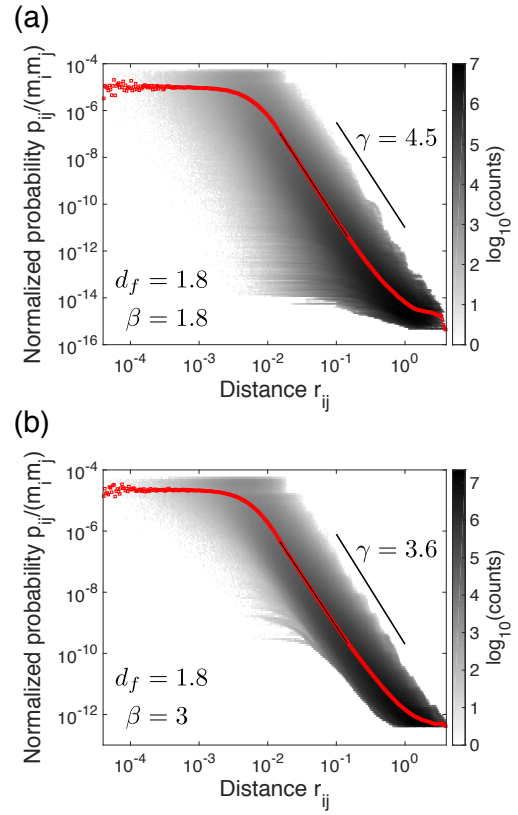 (a)
Normalized probability p_ij/(m_i m_j)
10^-4
10^-6
10^-8
10^-10
10^-12
10^-14
10^-16
γ = 4.5
d_f = 1.8
β = 1.8
10^-4 10^-3 10^-2 10^-1 10^0
Distance r_ij
7
6
5
4
3
2
1
0
log_10(counts)
(b)
Normalized probability p_ij/(m_i m_j)
10^-4
10^-6
10^-8
10^-10
10^-12
γ = 3.6
d_f = 1.8
β = 3
10^-4 10^-3 10^-2 10^-1 10^0
Distance r_ij
7
6
5
4
3
2
1
0
log_10(counts)